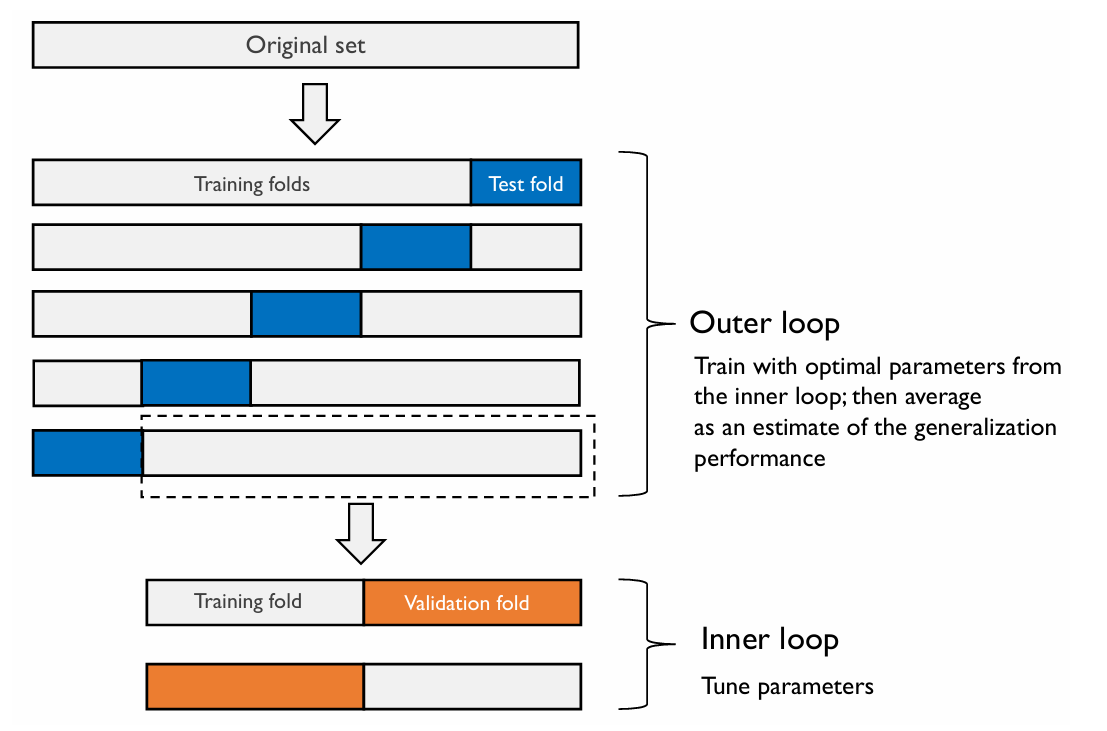 Original set
Training folds
Test fold
Outer loop
Train with optimal parameters from
the inner loop; then average
as an estimate of the generalization
performance
Training fold
Validation fold
Inner loop
Tune parameters